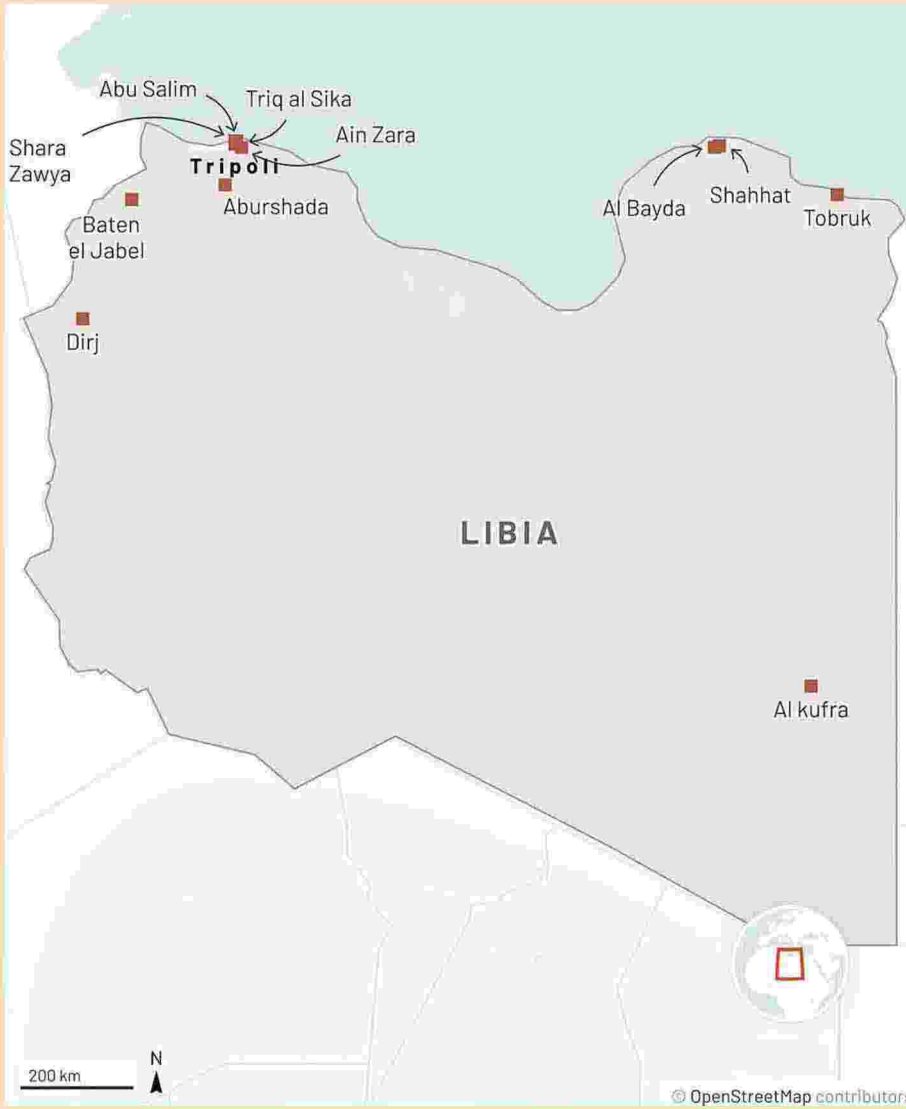 Abu Salim
Triq al Sika
Ain Zara
Shara
Zawya
Tripoli
Baten
el Jabel
Aburshada
Al Bayda
Shahhat
Tobruk
Dirj
LIBIA
Al kufra
200 km
N
© OpenStreetMap contributors